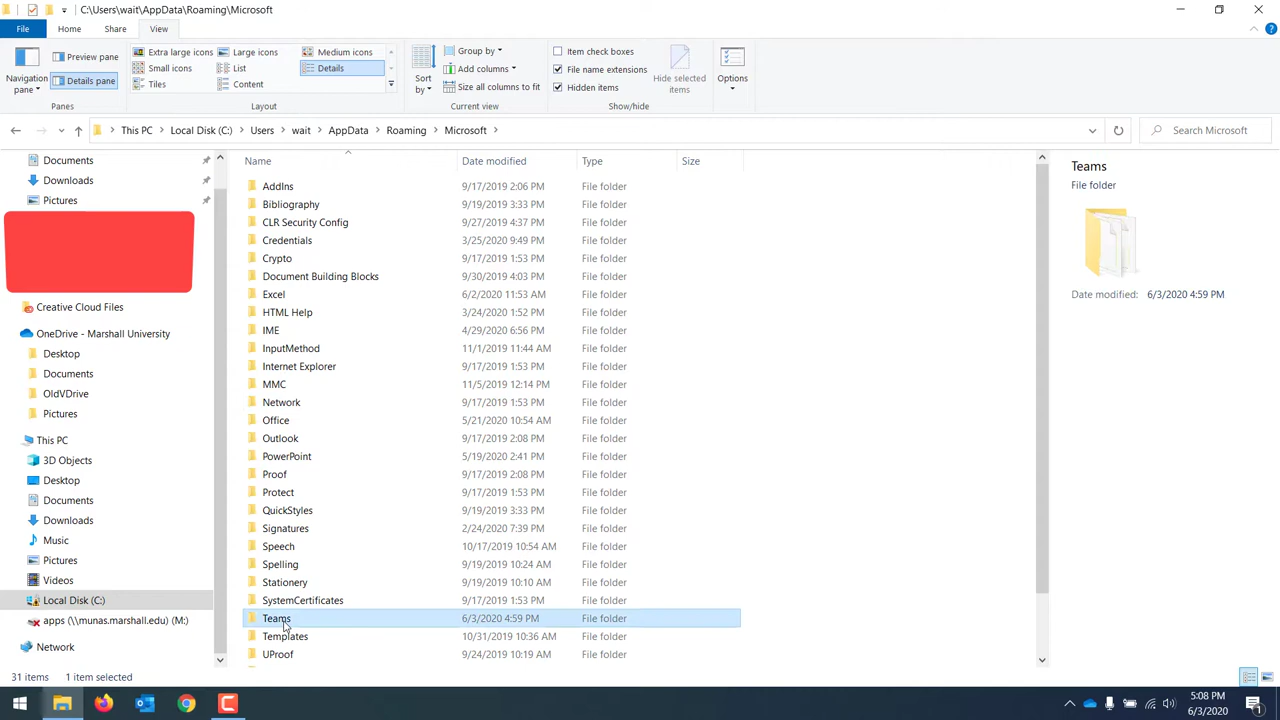 C:\Users\wait\AppData\Roaming\Microsoft
File Home Share View
Navigation pane
Preview pane
Details pane
Panes
Extra large icons Large icons Medium icons
Small icons List Details
Tiles Content
Layout
Sort by
Group by
Add columns
Size all columns to fit
Current view
Item check boxes
File name extensions
Hidden items
Hide selected items
Show/hide
Options
This PC Local Disk (C:) Users wait AppData Roaming Microsoft
Search Microsoft
Documents
Downloads
Pictures
Creative Cloud Files
OneDrive - Marshall University
Desktop
Documents
OldVDrive
Pictures
This PC
3D Objects
Desktop
Documents
Downloads
Music
Pictures
Videos
Local Disk (C:)
apps (\\munas.marshall.edu) (M:)
Network
Name Date modified Type Size
AddIns 9/17/2019 2:06 PM File folder
Bibliography 9/19/2019 3:33 PM File folder
CLR Security Config 9/27/2019 4:37 PM File folder
Credentials 3/25/2020 9:49 PM File folder
Crypto 9/17/2019 1:53 PM File folder
Document Building Blocks 9/30/2019 4:03 PM File folder
Excel 6/2/2020 11:53 AM File folder
HTML Help 3/24/2020 1:52 PM File folder
IME 4/29/2020 6:56 PM File folder
InputMethod 11/1/2019 11:44 AM File folder
Internet Explorer 9/17/2019 1:53 PM File folder
MMC 11/5/2019 12:14 PM File folder
Network 9/17/2019 1:53 PM File folder
Office 5/21/2020 10:54 AM File folder
Outlook 9/17/2019 2:08 PM File folder
PowerPoint 5/19/2020 2:41 PM File folder
Proof 9/17/2019 2:08 PM File folder
Protect 9/17/2019 1:53 PM File folder
QuickStyles 9/19/2019 3:33 PM File folder
Signatures 2/24/2020 7:39 PM File folder
Speech 10/17/2019 10:54 AM File folder
Spelling 9/19/2019 10:24 AM File folder
Stationery 9/19/2019 10:10 AM File folder
SystemCertificates 9/17/2019 1:53 PM File folder
Teams 6/3/2020 4:59 PM File folder
Templates 10/31/2019 10:36 AM File folder
UProof 9/24/2019 10:19 AM File folder
Teams
File folder
Date modified: 6/3/2020 4:59 PM
31 items 1 item selected
5:08 PM
6/3/2020
1